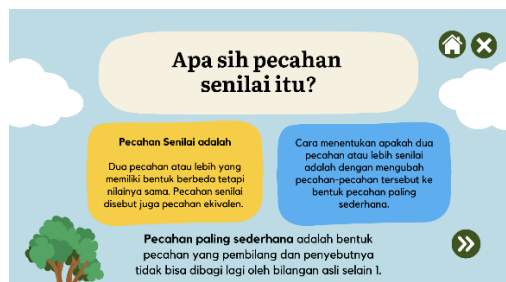 Apa sih pecahan
senilai itu?
Pecahan Senilai adalah
Dua pecahan atau lebih yang
memiliki bentuk berbeda tetapi
nilainya sama. Pecahan senilai
disebut juga pecahan ekivalen.
Cara menentukan apakah dua
pecahan atau lebih senilai
adalah dengan mengubah
pecahan-pecahan tersebut ke
bentuk pecahan paling
sederhana.
Pecahan paling sederhana adalah bentuk
pecahan yang pembilang dan penyebutnya
tidak bisa dibagi lagi oleh bilangan asli selain 1.